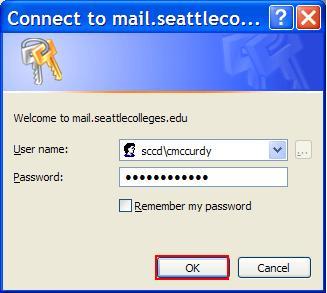 Connect to mail.seattleco...
Welcome to mail.seattlecolleges.edu
User name: sccd\cmccurdy
Password: ••••••••••••
Remember my password
OK Cancel